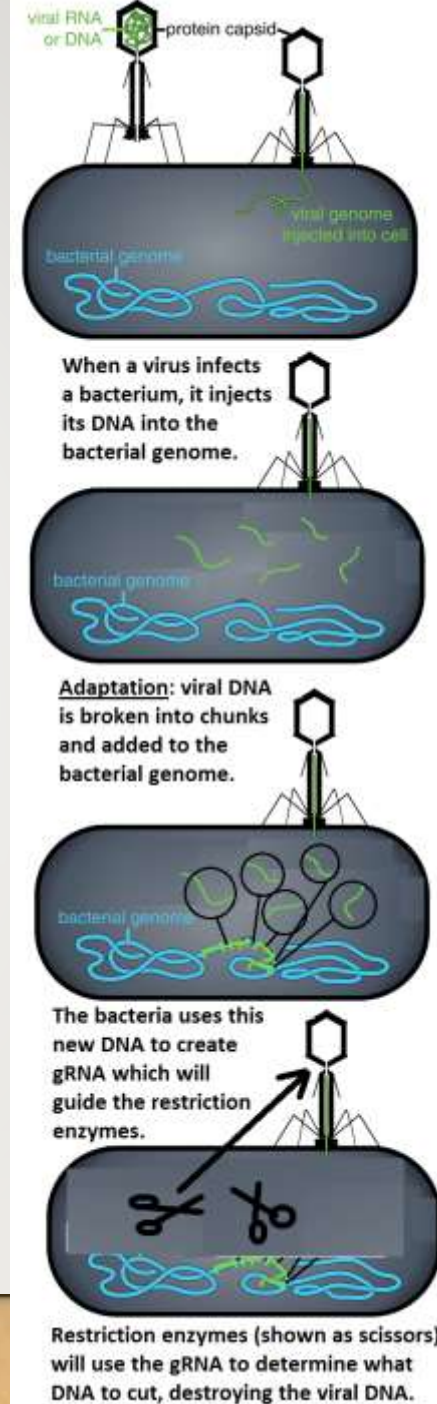 viral RNA
or DNA
protein capsid
viral genome
injected into cell
bacterial genome
When a virus infects
a bacterium, it injects
its DNA into the
bacterial genome.
bacterial genome
Adaptation: viral DNA
is broken into chunks
and added to the
bacterial genome.
bacterial genome
The bacteria uses this
new DNA to create
gRNA which will
guide the restriction
enzymes.
Restriction enzymes (shown as scissors)
will use the gRNA to determine what
DNA to cut, destroying the viral DNA.